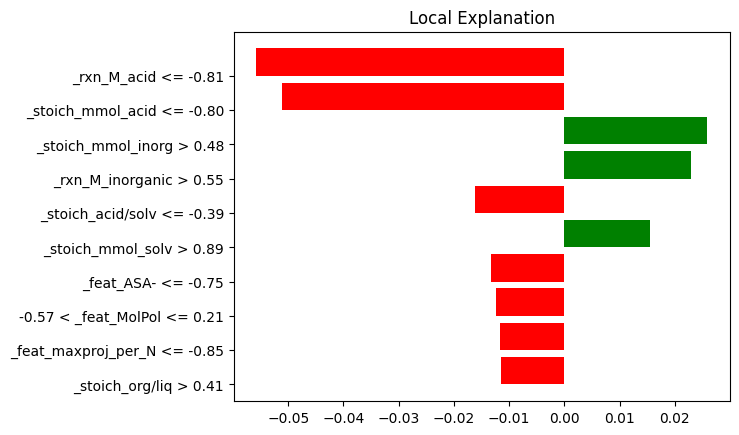 Local Explanation
_rxn_M_acid <= -0.81
_stoich_mmol_acid <= -0.80
_stoich_mmol_inorg > 0.48
_rxn_M_inorganic > 0.55
_stoich_acid/solv <= -0.39
_stoich_mmol_solv > 0.89
_feat_ASA- <= -0.75
-0.57 < _feat_MolPol <= 0.21
_feat_maxproj_per_N <= -0.85
_stoich_org/liq > 0.41
−0.05 −0.04 −0.03 −0.02 −0.01 0.00 0.01 0.02